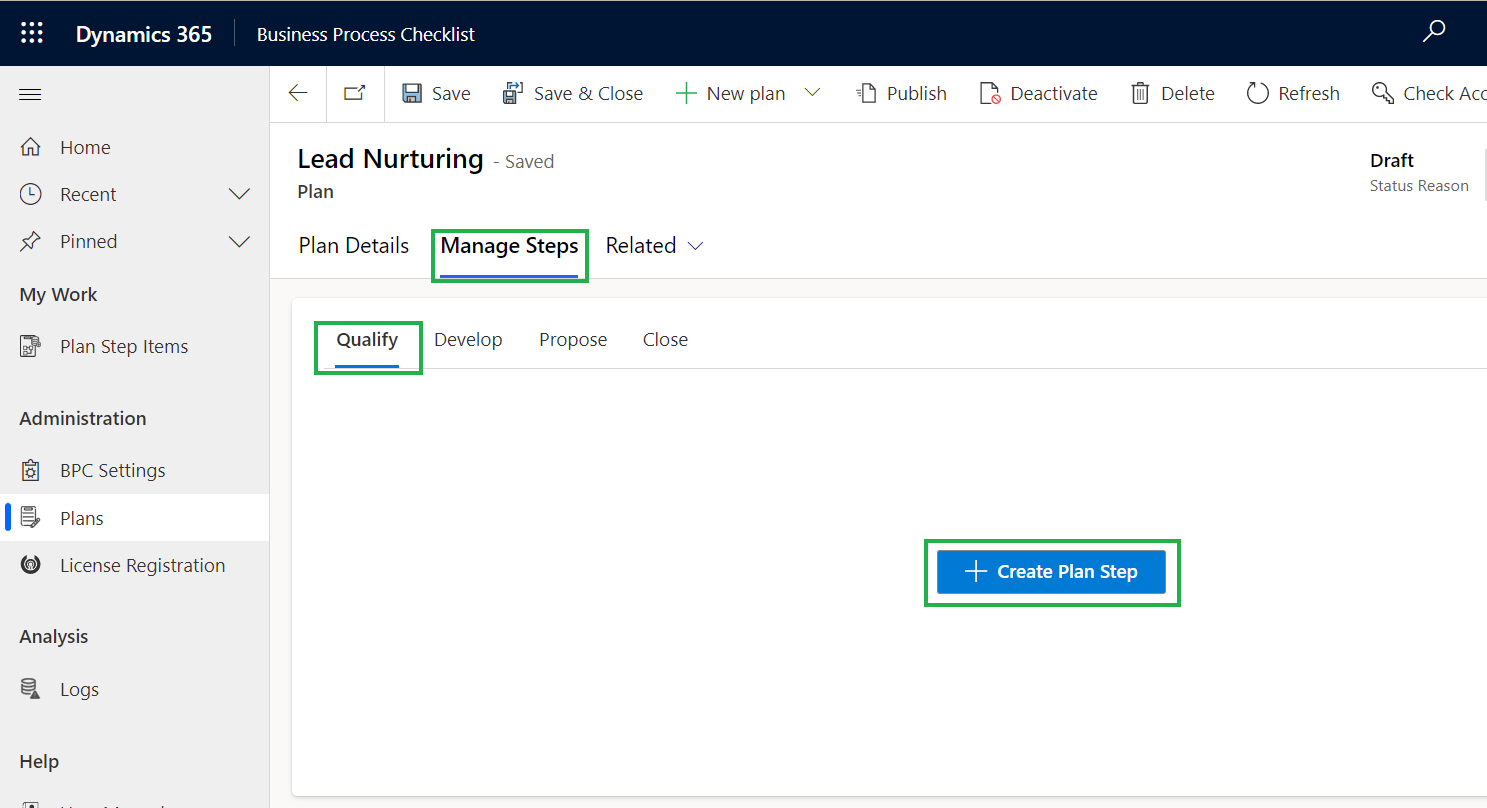 Dynamics 365 Business Process Checklist
Save Save & Close New plan Publish Deactivate Delete Refresh Check Acc
Home
Recent
Pinned
My Work
Plan Step Items
Administration
BPC Settings
Plans
License Registration
Analysis
Logs
Help
Lead Nurturing - Saved
Plan
Draft
Status Reason
Plan Details Manage Steps Related
Qualify Develop Propose Close
Create Plan Step